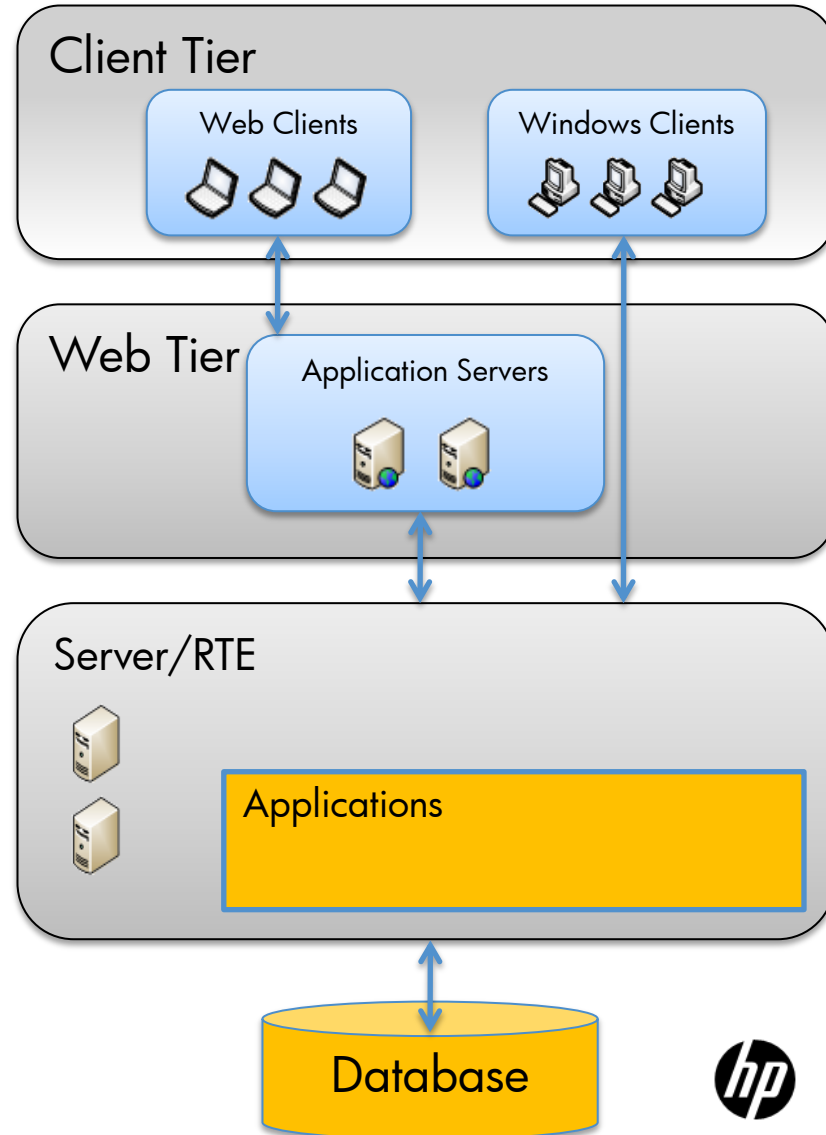 Client Tier
Web Clients
Windows Clients
Web Tier
Application Servers
Server/RTE
Applications
Database
hp